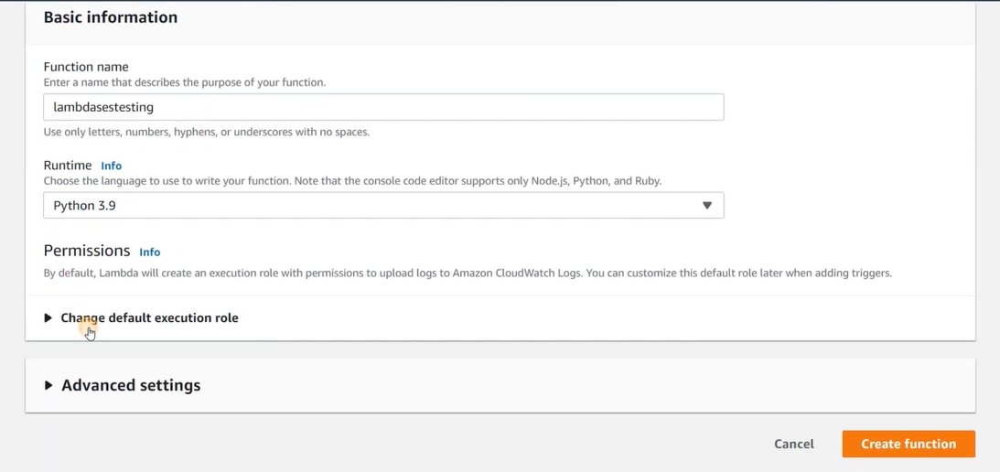 Basic information
Function name
Enter a name that describes the purpose of your function.
lambdasestesting
Use only letters, numbers, hyphens, or underscores with no spaces.
Runtime Info
Choose the language to use to write your function. Note that the console code editor supports only Node.js, Python, and Ruby.
Python 3.9
Permissions Info
By default, Lambda will create an execution role with permissions to upload logs to Amazon CloudWatch Logs. You can customize this default role later when adding triggers.
Change default execution role
Advanced settings
Cancel Create function